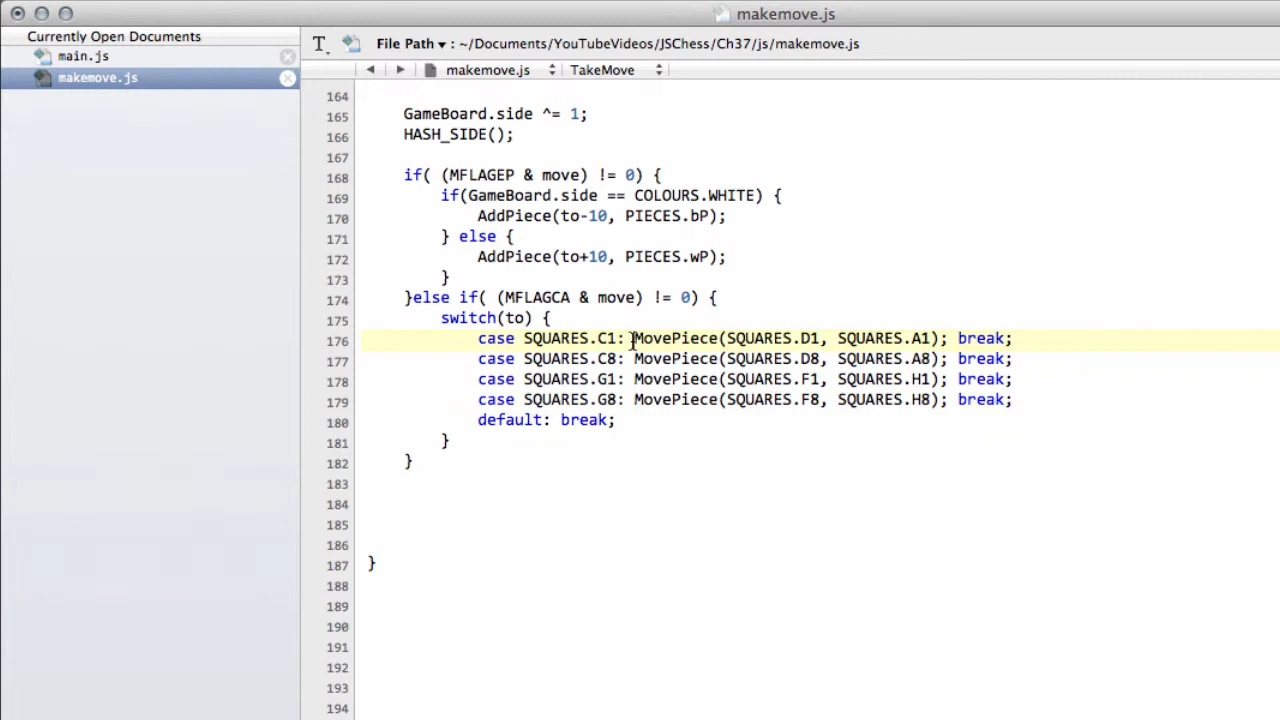 makemove.js
Currently Open Documents
main.js
makemove.js
T. File Path ▾ : ~/Documents/YouTubeVideos/JSChess/Ch37/js/makemove.js
makemove.js TakeMove
164
165 GameBoard.side ^= 1;
166 HASH_SIDE();
167
168 if( (MFLAGEP & move) != 0) {
169 if(GameBoard.side == COLOURS.WHITE) {
170 AddPiece(to-10, PIECES.bP);
171 } else {
172 AddPiece(to+10, PIECES.wP);
173 }
174 }else if( (MFLAGCA & move) != 0) {
175 switch(to) {
176 case SQUARES.C1: MovePiece(SQUARES.D1, SQUARES.A1); break;
177 case SQUARES.C8: MovePiece(SQUARES.D8, SQUARES.A8); break;
178 case SQUARES.G1: MovePiece(SQUARES.F1, SQUARES.H1); break;
179 case SQUARES.G8: MovePiece(SQUARES.F8, SQUARES.H8); break;
180 default: break;
181 }
182 }
183
184
185
186
187 }
188
189
190
191
192
193
194